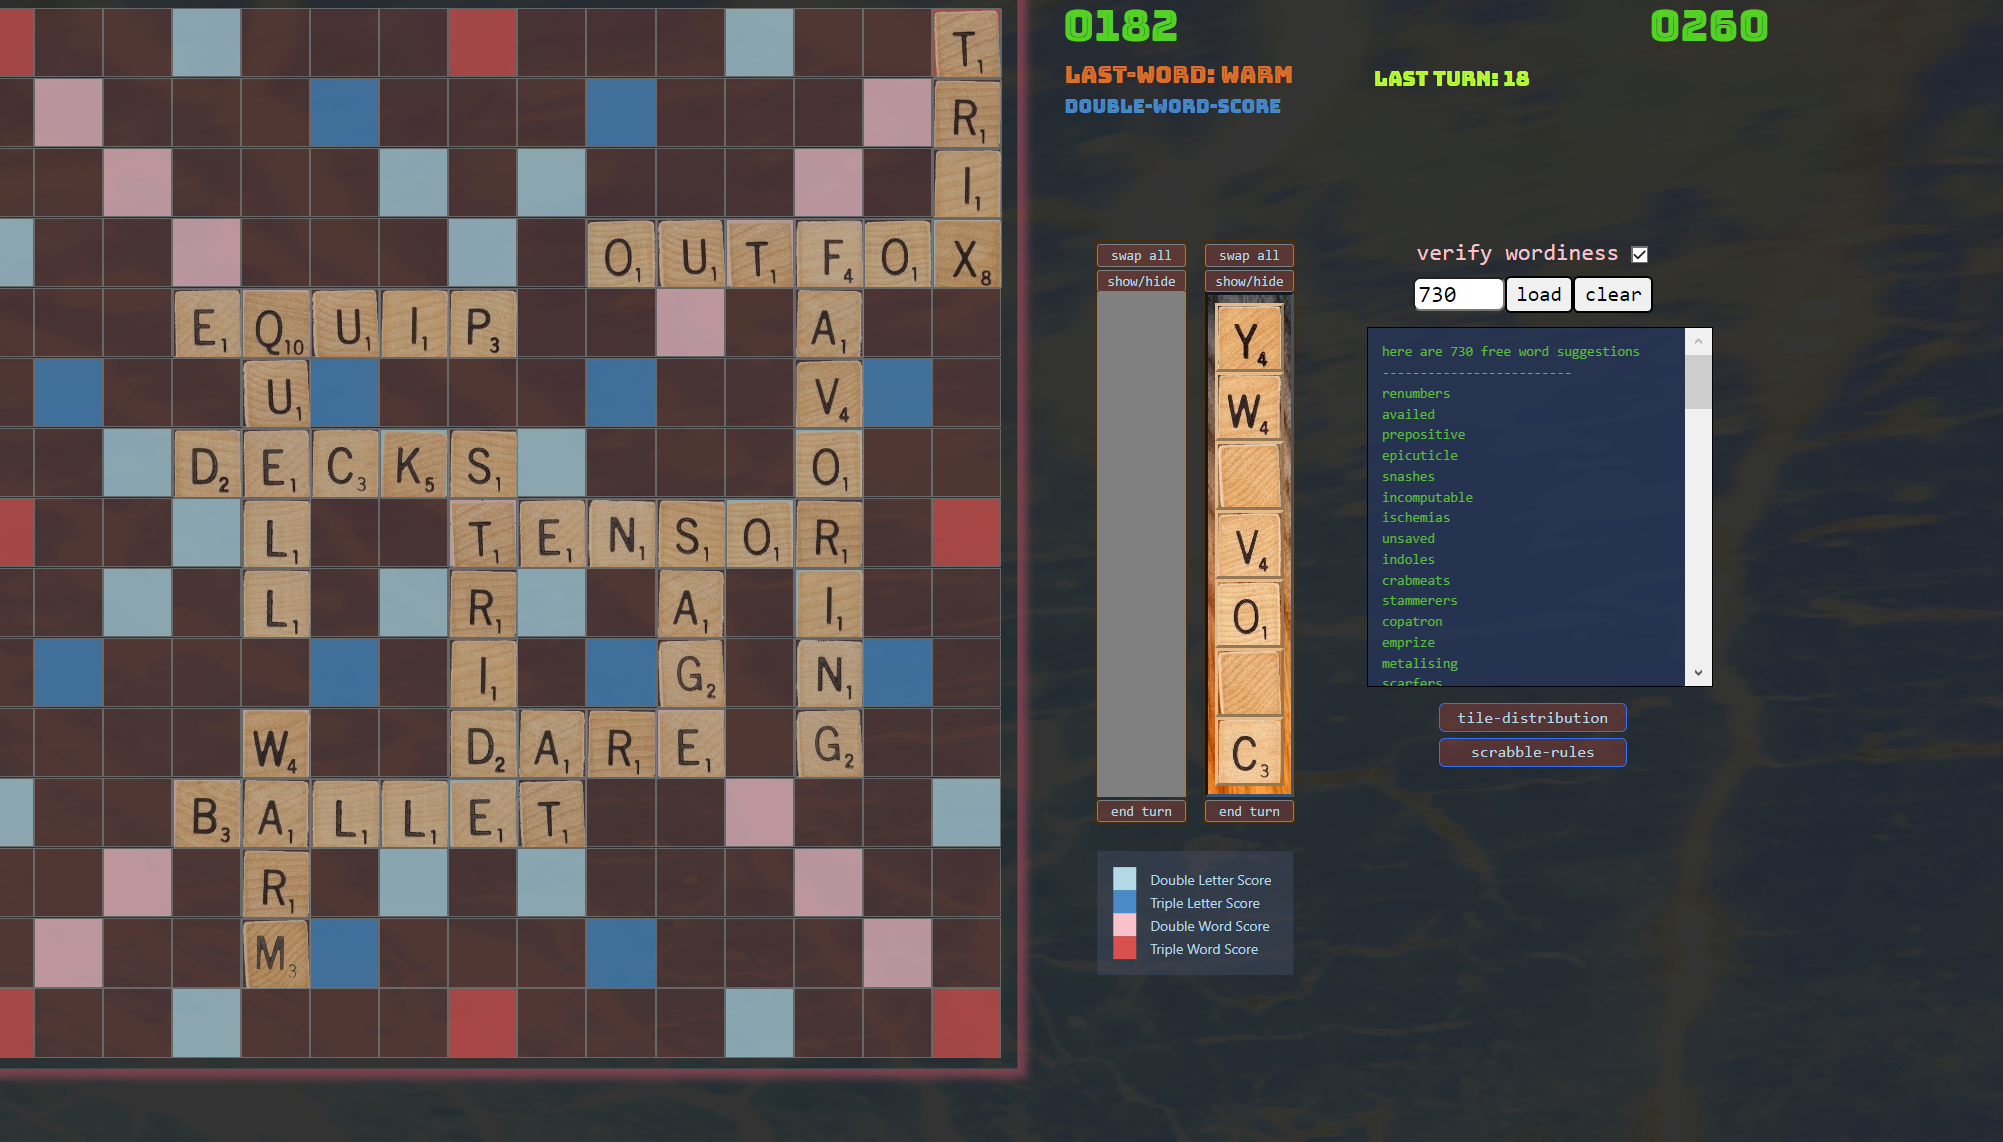 0182
0260
LAST-WORD: WARM
LAST TURN: 18
DOUBLE-WORD-SCORE
T1
R1
I1
O1 U1 T1 F4 O1 X8
E1 Q10 U1 I1 P3 A1
U1 V4
D2 E1 C3 K5 S1 O1
L1 T1 E1 N1 S1 O1 R1
L1 R1 A1 I1
I1 G2 N1
W4 D2 A1 R1 E1 G2
B3 A1 L1 L1 E1 T1
R1
M3
swap all
show/hide
end turn
swap all
show/hide
Y4
W4
V4
O1
C3
end turn
Double Letter Score
Triple Letter Score
Double Word Score
Triple Word Score
verify wordiness
730 load clear
here are 730 free word suggestions
-------------------------
renumbers
availed
prepositive
epicuticle
snashes
incomputable
ischemias
unsaved
indoles
crabmeats
stammerers
copatron
emprize
metalising
scarfers
tile-distribution
scrabble-rules